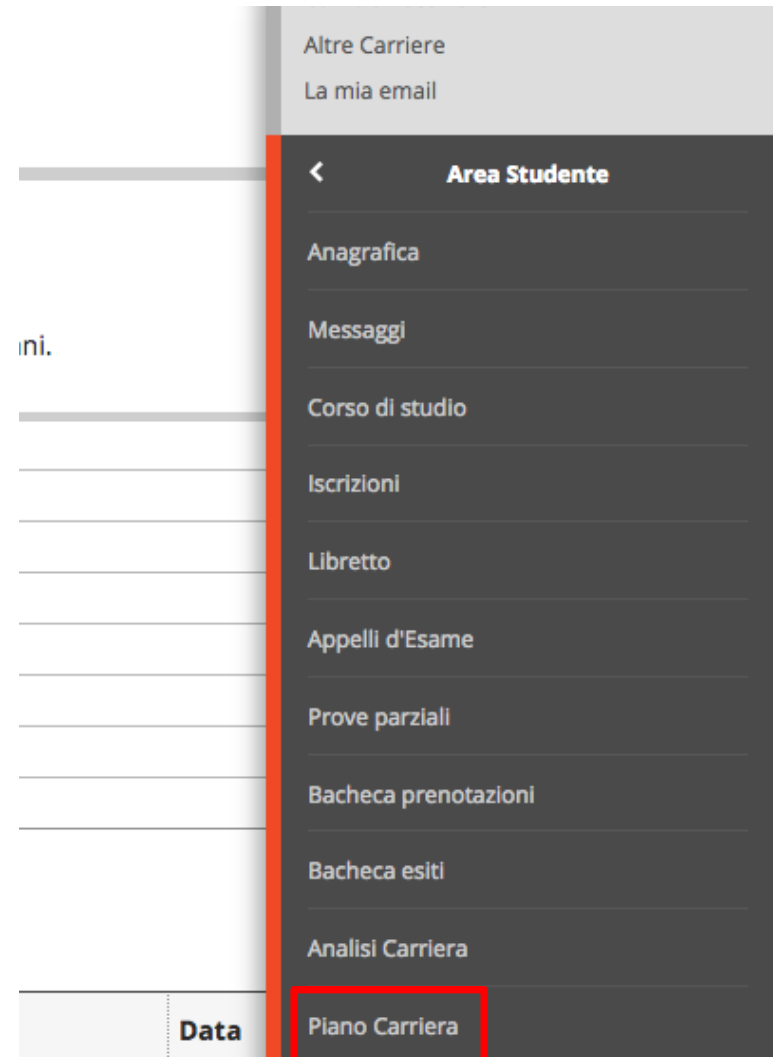 Altre Carriere
La mia email
Area Studente
Anagrafica
Messaggi
Corso di studio
Iscrizioni
Libretto
Appelli d'Esame
Prove parziali
Bacheca prenotazioni
Bacheca esiti
Analisi Carriera
Piano Carriera
Data